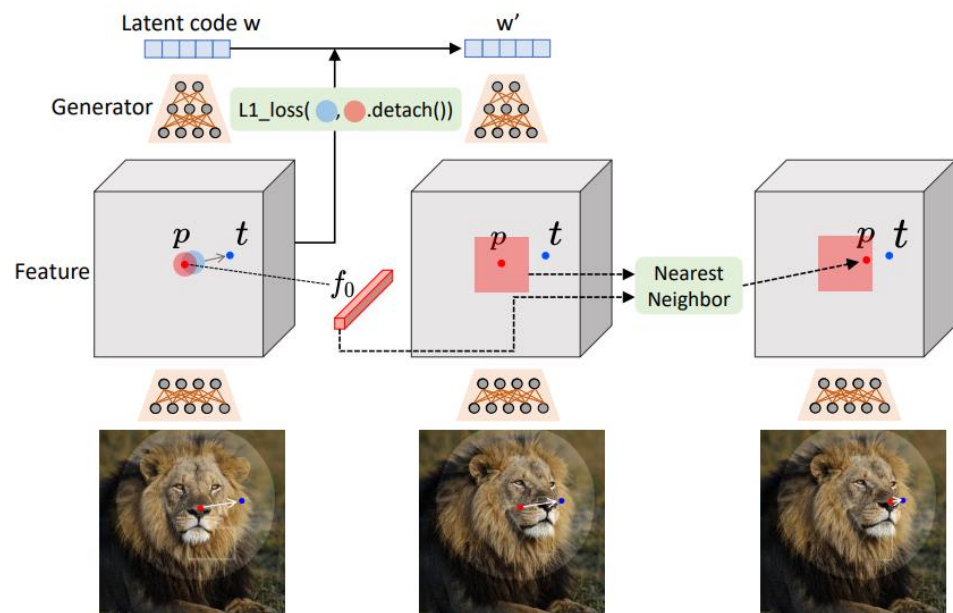 Latent code w
w’
Generator
L1_loss( , .detach())
p
t
p
t
p
t
Feature
f0
Nearest
Neighbor